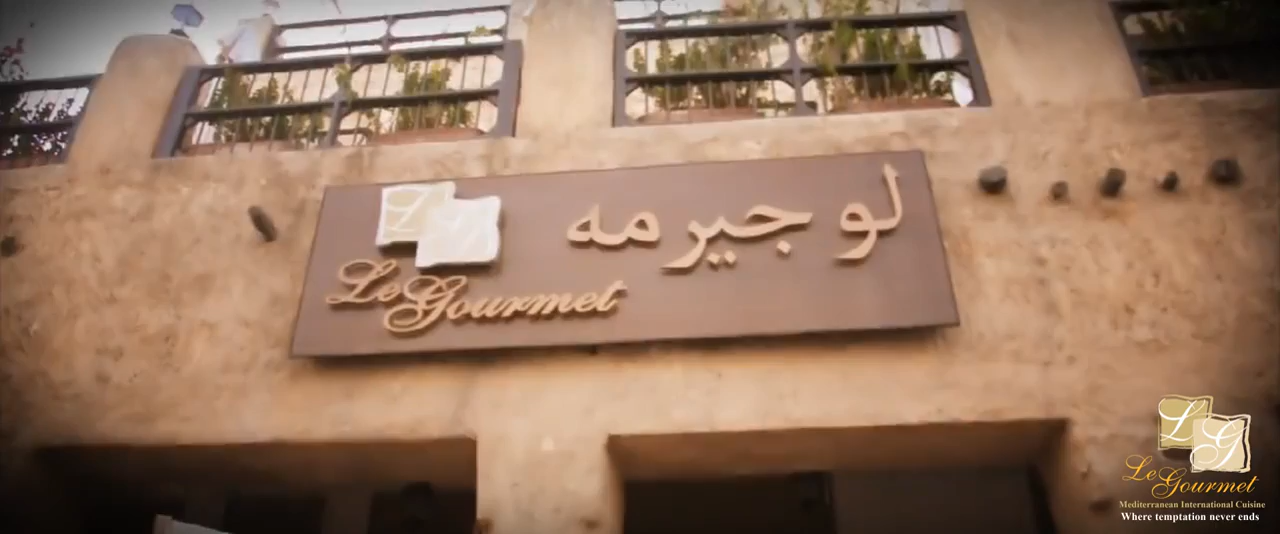 لو جيرمه
L
Le Gourmet
L G
Le Gourmet
Mediterranean International Cuisine
Where temptation never ends